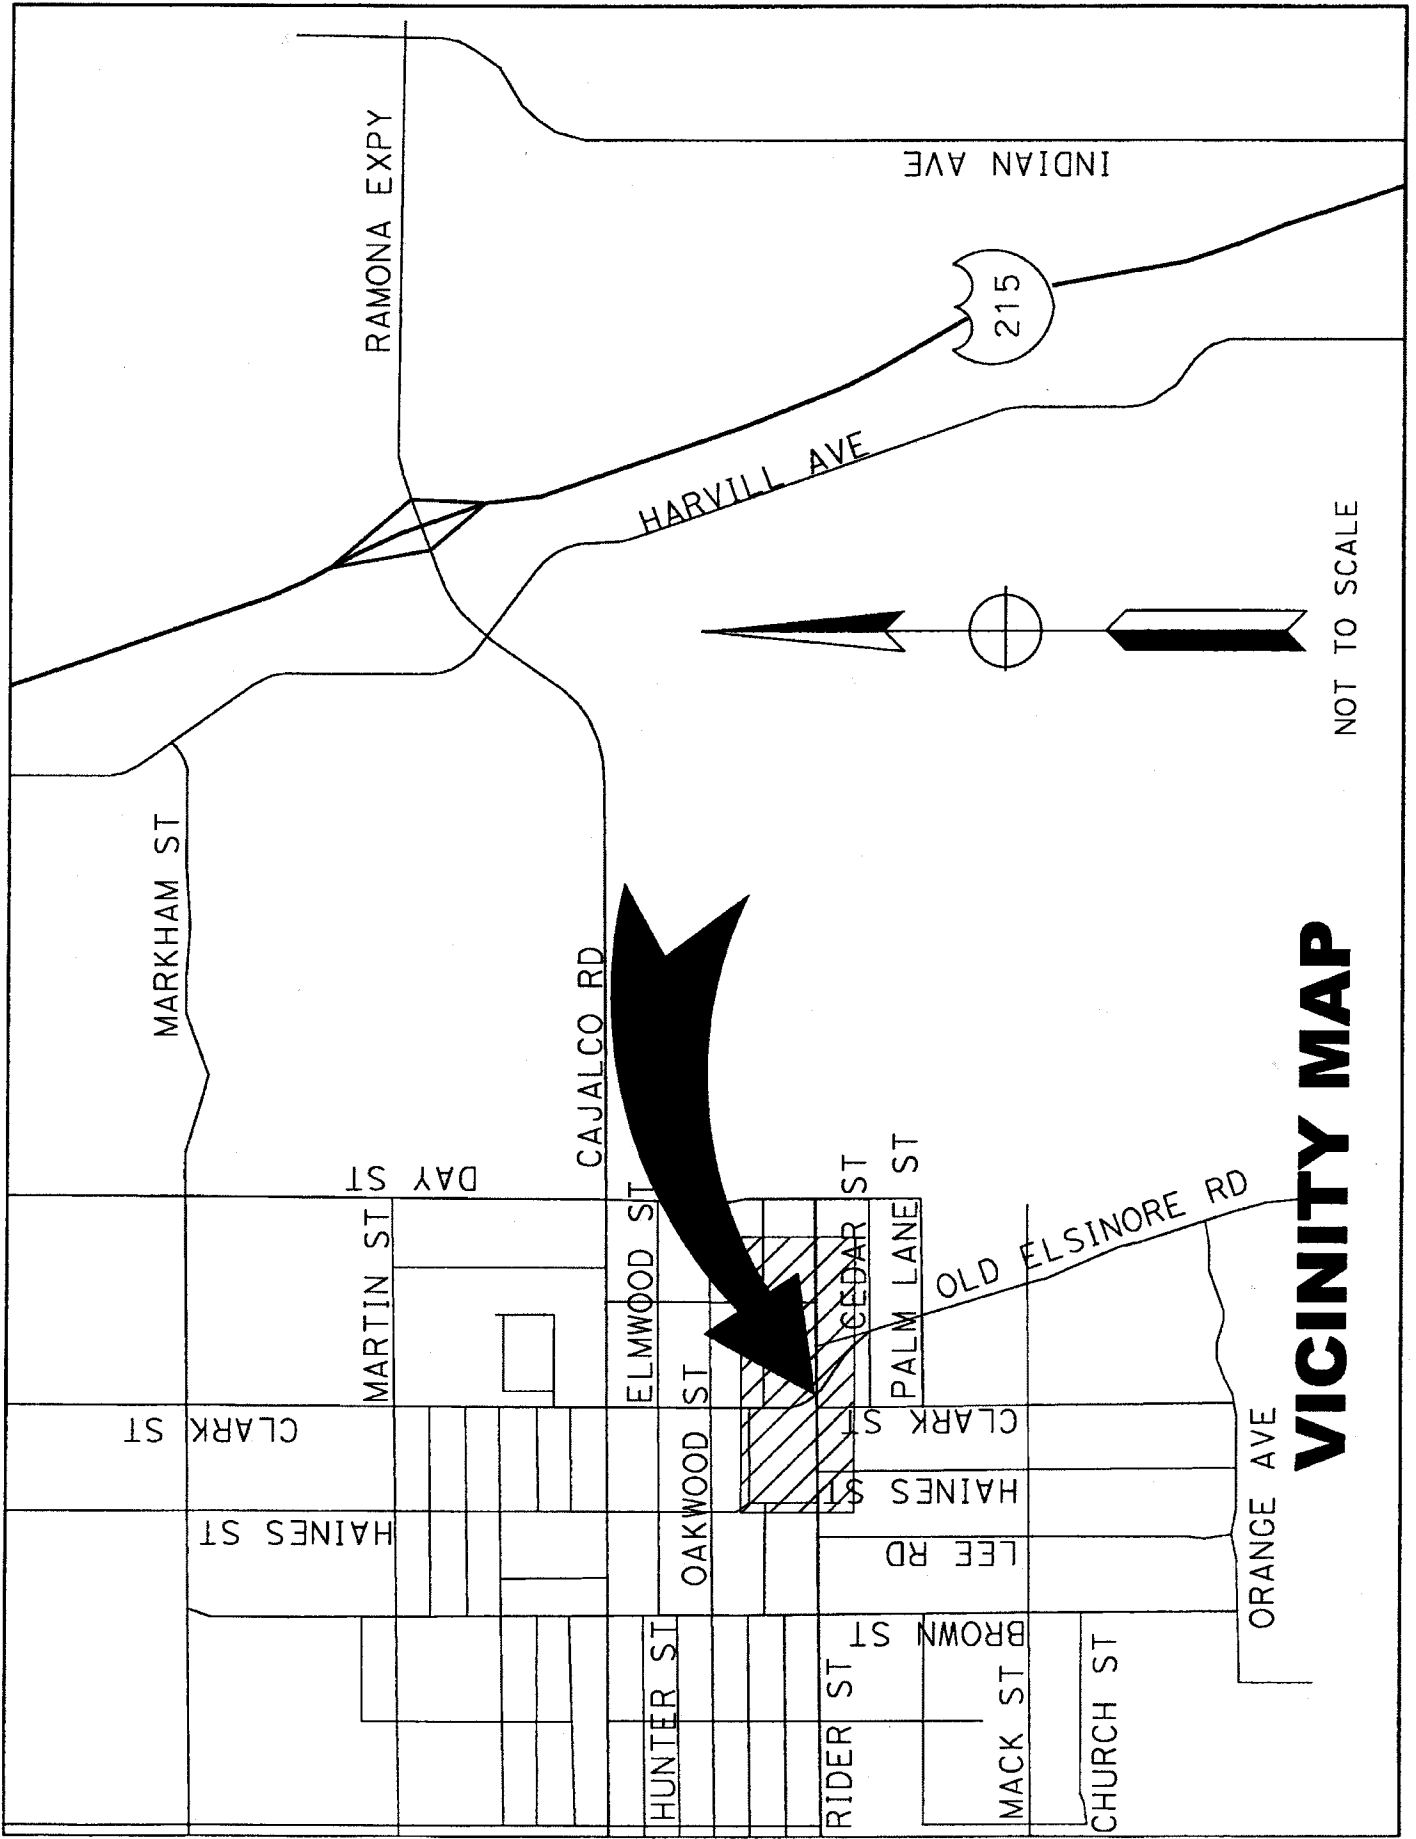 MARKHAM ST
RAMONA EXPY
INDIAN AVE
215
HARVILL AVE
CAJALCO RD
DAY ST
MARTIN ST
CLARK ST
HAINES ST
ELMWOOD ST
OAKWOOD ST
CEDAR ST
PALM LANE ST
OLD ELSINORE RD
CLARK ST
HAINES ST
LEE RD
BROWN ST
HUNTER ST
RIDER ST
MACK ST
CHURCH ST
ORANGE AVE
NOT TO SCALE
VICINITY MAP